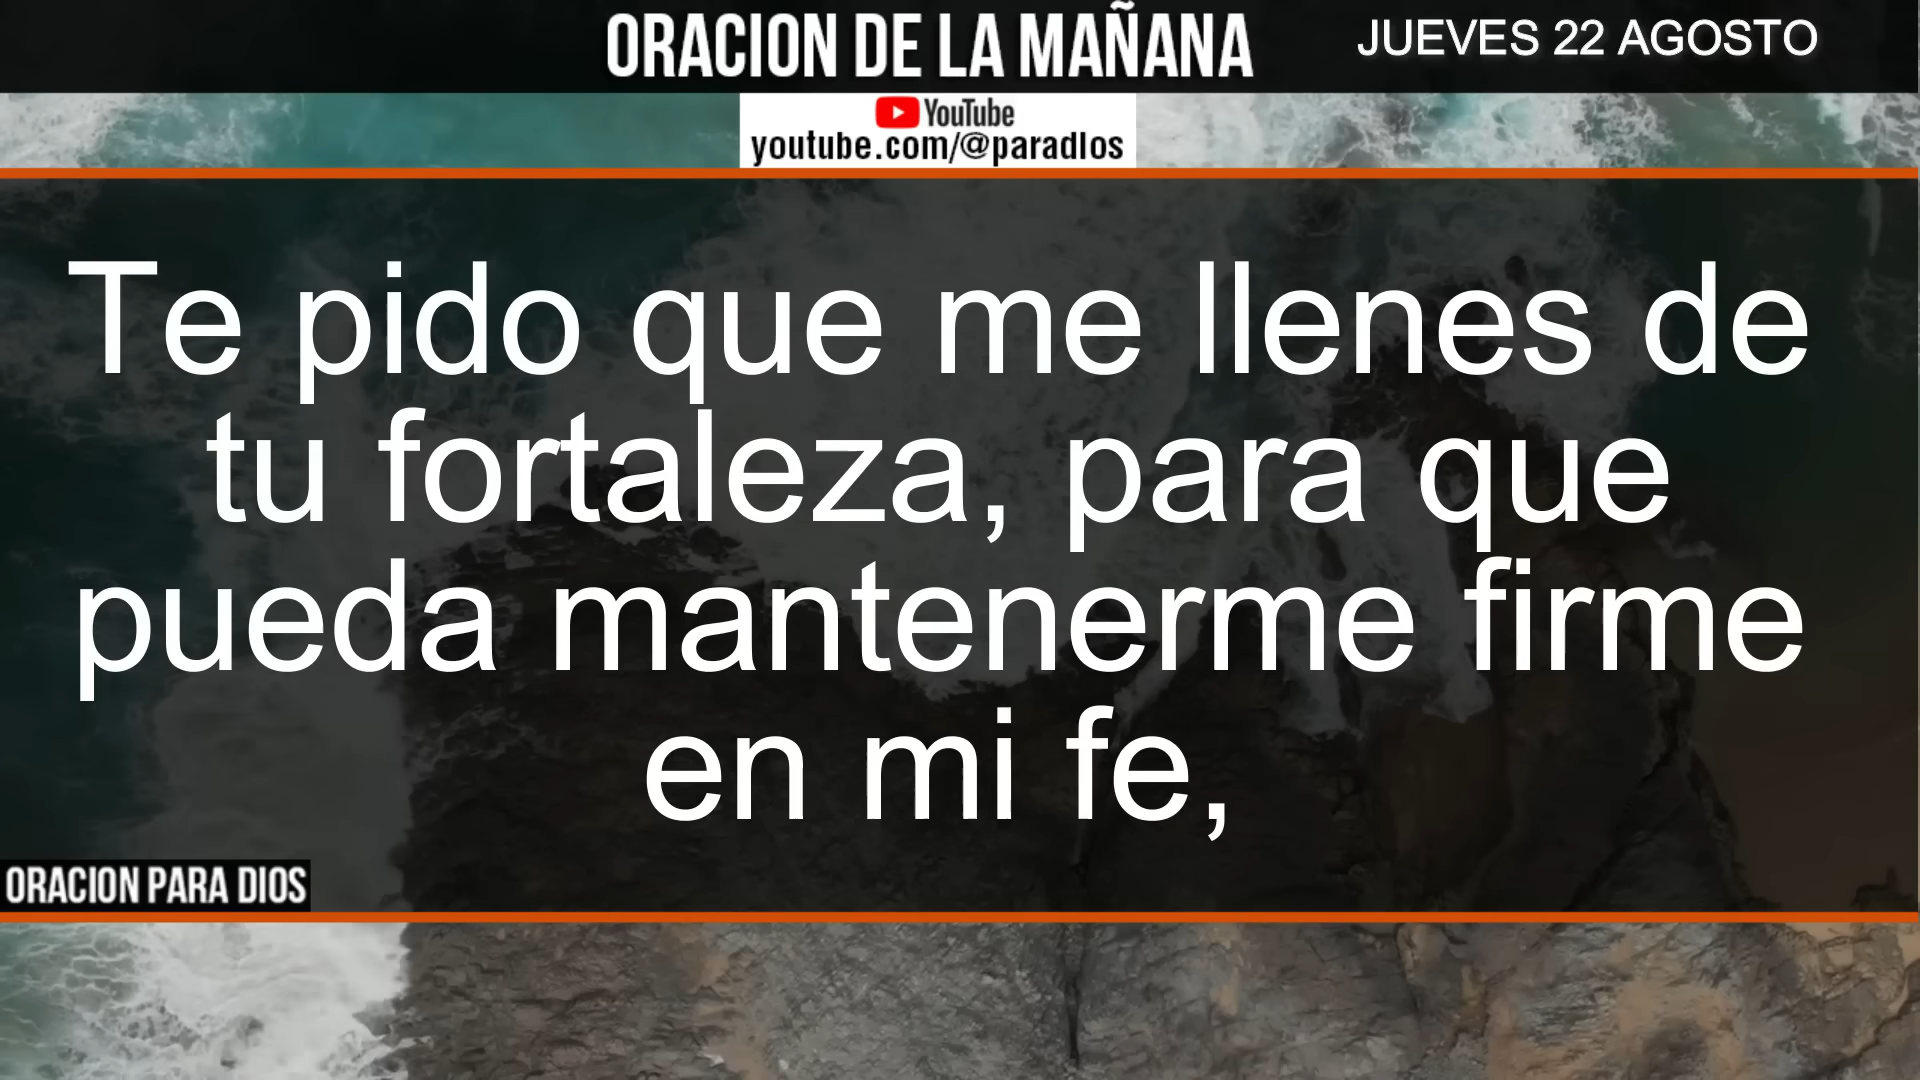 ORACION DE LA MAÑANA
JUEVES 22 AGOSTO
YouTube
youtube.com/@paradIos
Te pido que me llenes de
tu fortaleza, para que
pueda mantenerme firme
en mi fe,
ORACION PARA DIOS